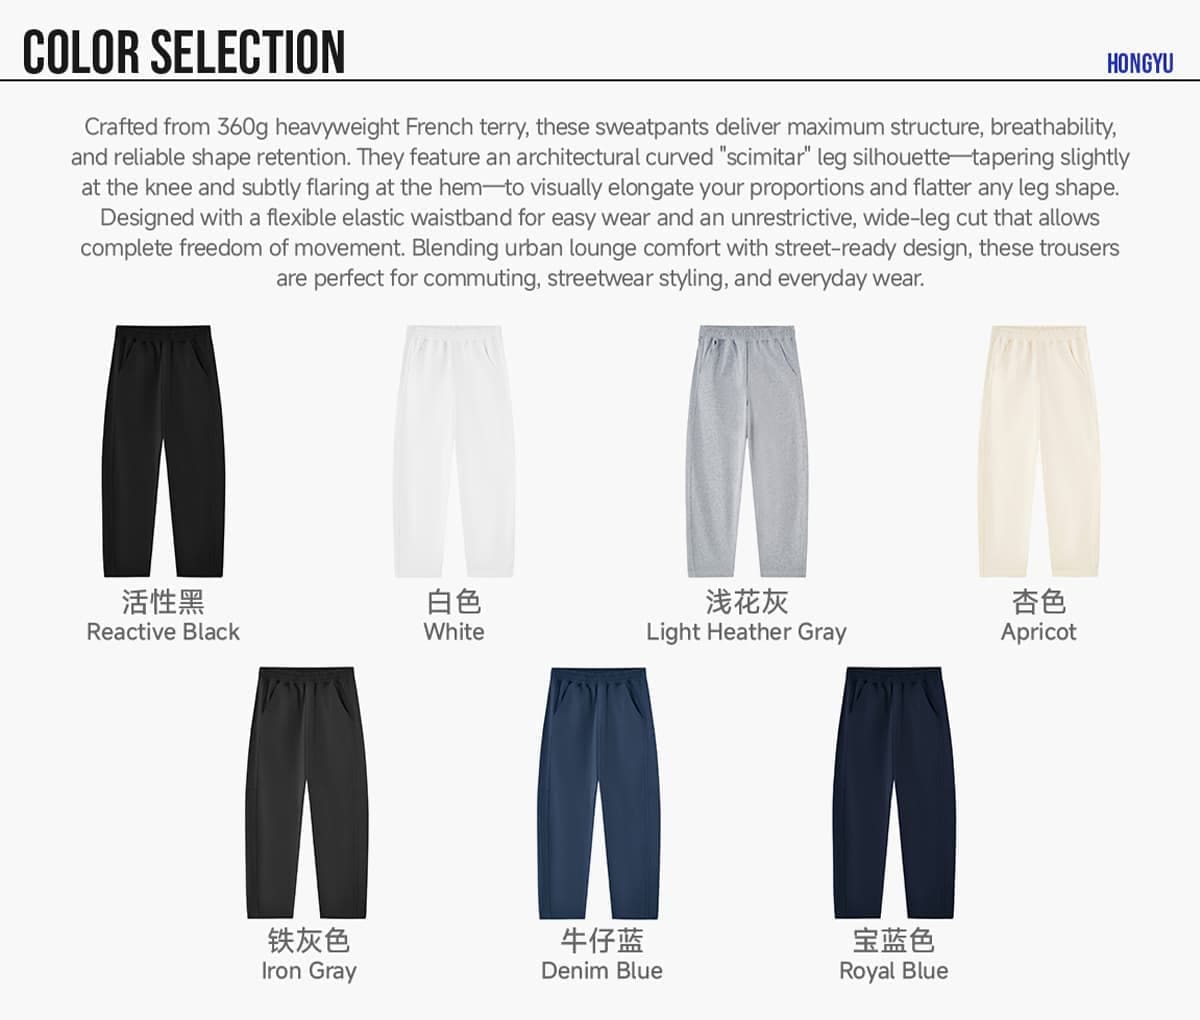 COLOR SELECTION
HONGYU
Crafted from 360g heavyweight French terry, these sweatpants deliver maximum structure, breathability,
and reliable shape retention. They feature an architectural curved "scimitar" leg silhouette—tapering slightly
at the knee and subtly flaring at the hem—to visually elongate your proportions and flatter any leg shape.
Designed with a flexible elastic waistband for easy wear and an unrestrictive, wide-leg cut that allows
complete freedom of movement. Blending urban lounge comfort with street-ready design, these trousers
are perfect for commuting, streetwear styling, and everyday wear.
活性黑
Reactive Black
白色
White
浅花灰
Light Heather Gray
杏色
Apricot
铁灰色
Iron Gray
牛仔蓝
Denim Blue
宝蓝色
Royal Blue